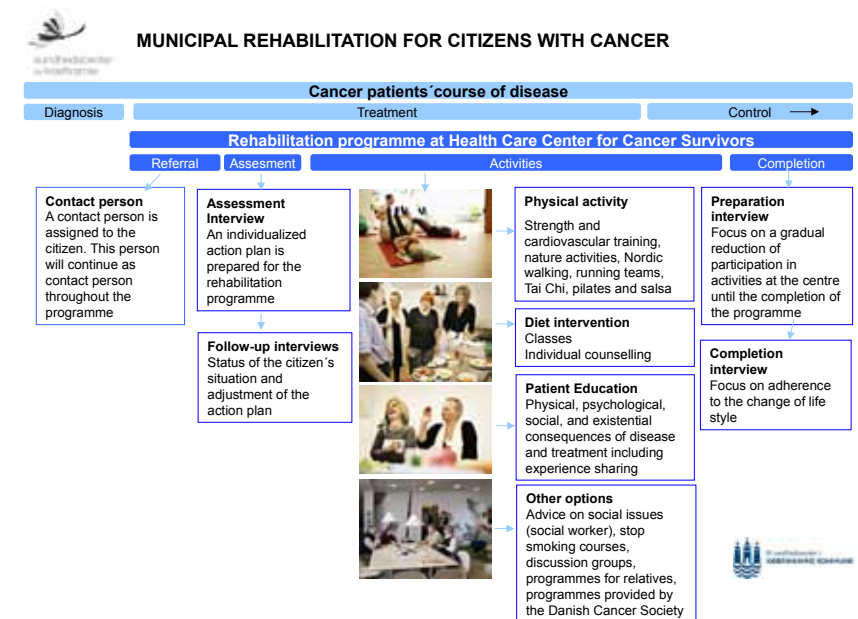 MUNICIPAL REHABILITATION FOR CITIZENS WITH CANCER
Cancer patients´course of disease
Diagnosis
Treatment
Control
Rehabilitation programme at Health Care Center for Cancer Survivors
Referral
Assesment
Activities
Completion
Contact person
A contact person is
assigned to the
citizen. This person
will continue as
contact person
throughout the
programme
Assessment
Interview
An individualized
action plan is
prepared for the
rehabilitation
programme
Follow-up interviews
Status of the citizen´s
situation and
adjustment of the
action plan
Physical activity
Strength and
cardiovascular training,
nature activities, Nordic
walking, running teams,
Tai Chi, pilates and salsa
Diet intervention
Classes
Individual counselling
Patient Education
Physical, psychological,
social, and existential
consequences of disease
and treatment including
experience sharing
Other options
Advice on social issues
(social worker), stop
smoking courses,
discussion groups,
programmes for relatives,
programmes provided by
the Danish Cancer Society
Preparation
interview
Focus on a gradual
reduction of
participation in
activities at the centre
until the completion of
the programme
Completion
interview
Focus on adherence
to the change of life
style
KØBENHAVNS KOMMUNE